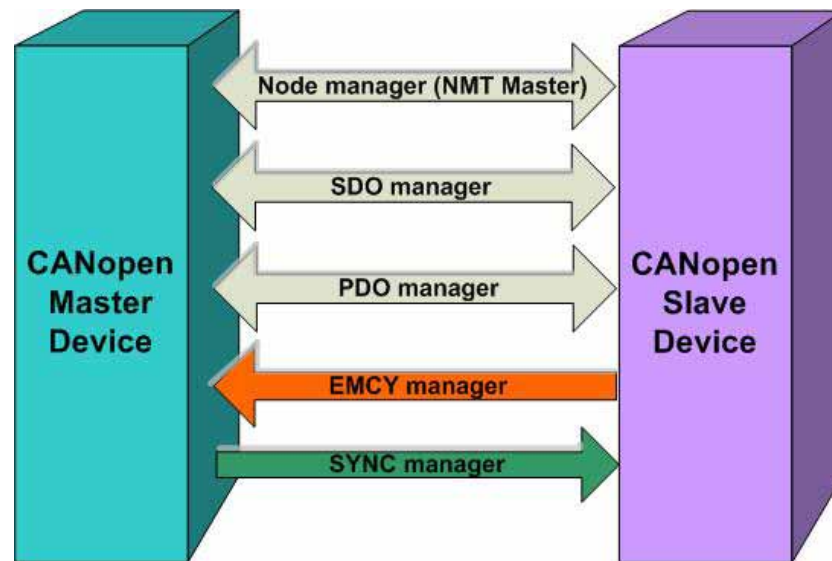 Node manager (NMT Master)
SDO manager
CANopen
Master
Device
PDO manager
CANopen
Slave
Device
EMCY manager
SYNC manager